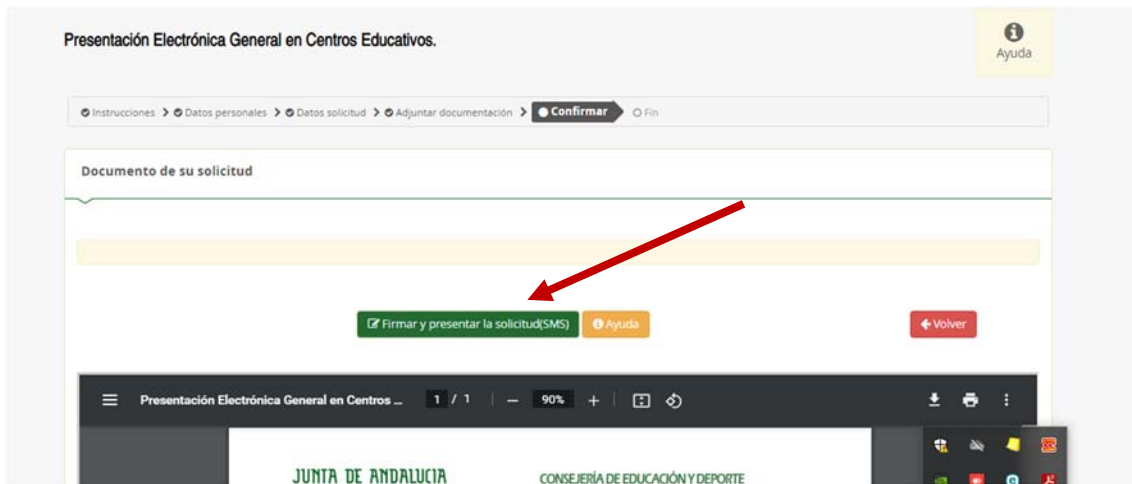 Presentación Electrónica General en Centros Educativos.
Ayuda
Instrucciones > Datos personales > Datos solicitud > Adjuntar documentación > Confirmar Fin
Documento de su solicitud
Firmar y presentar la solicitud(SMS) Ayuda Volver
Presentación Electrónica General en Centros ... 1 / 1 | — 90% +
JUNTA DE ANDALUCIA CONSEJERÍA DE EDUCACIÓN Y DEPORTE